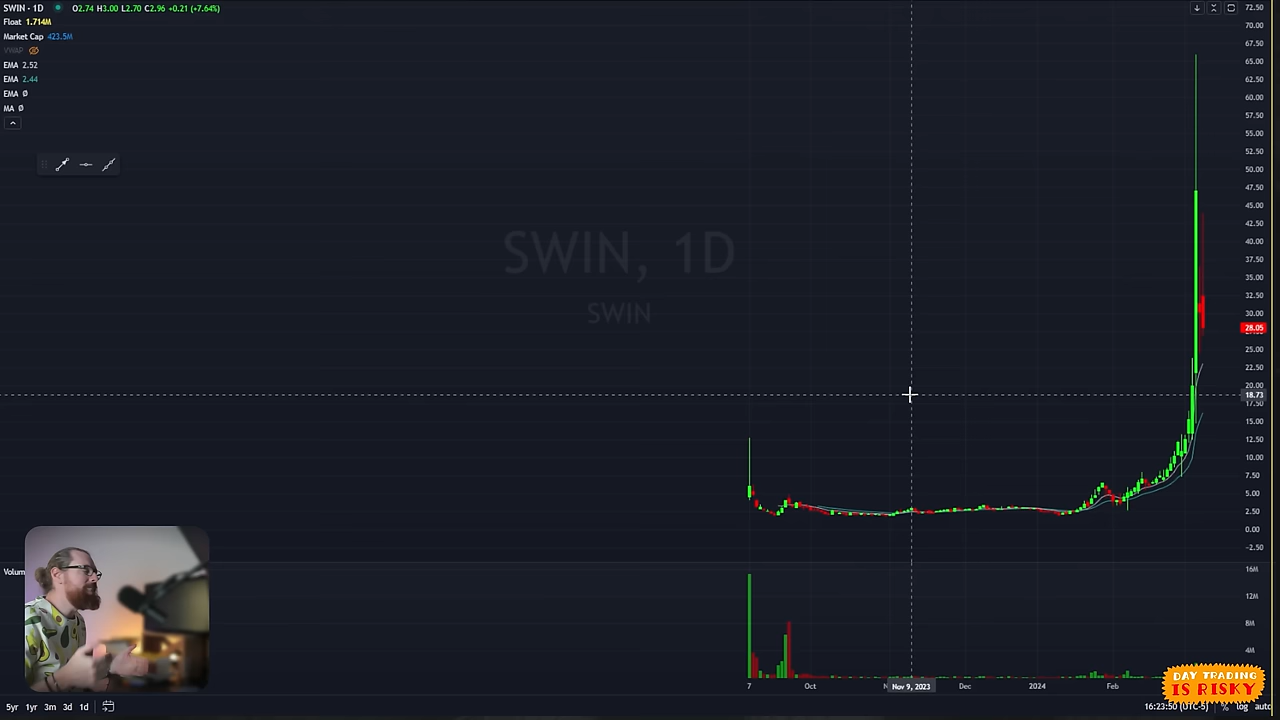 SWIN · 1D O2.74 H3.00 L2.70 C2.96 +0.21 (+7.64%)
Float 1.714M
Market Cap 423.5M
VWAP
EMA 2.52
EMA 2.44
EMA Ø
MA Ø
SWIN, 1D
SWIN
72.50
70.00
67.50
65.00
62.50
60.00
57.50
55.00
52.50
50.00
47.50
45.00
42.50
40.00
37.50
35.00
32.50
30.00
28.05
25.00
22.50
20.00
18.73
17.50
15.00
12.50
10.00
7.50
5.00
2.50
0.00
−2.50
Volum
16M
12M
8M
4M
7 Oct Nov 9, 2023 Dec 2024 Feb
DAY TRADING
IS RISKY
5yr 1yr 3m 3d 1d 16:23:50 (UTC-5) % log auto